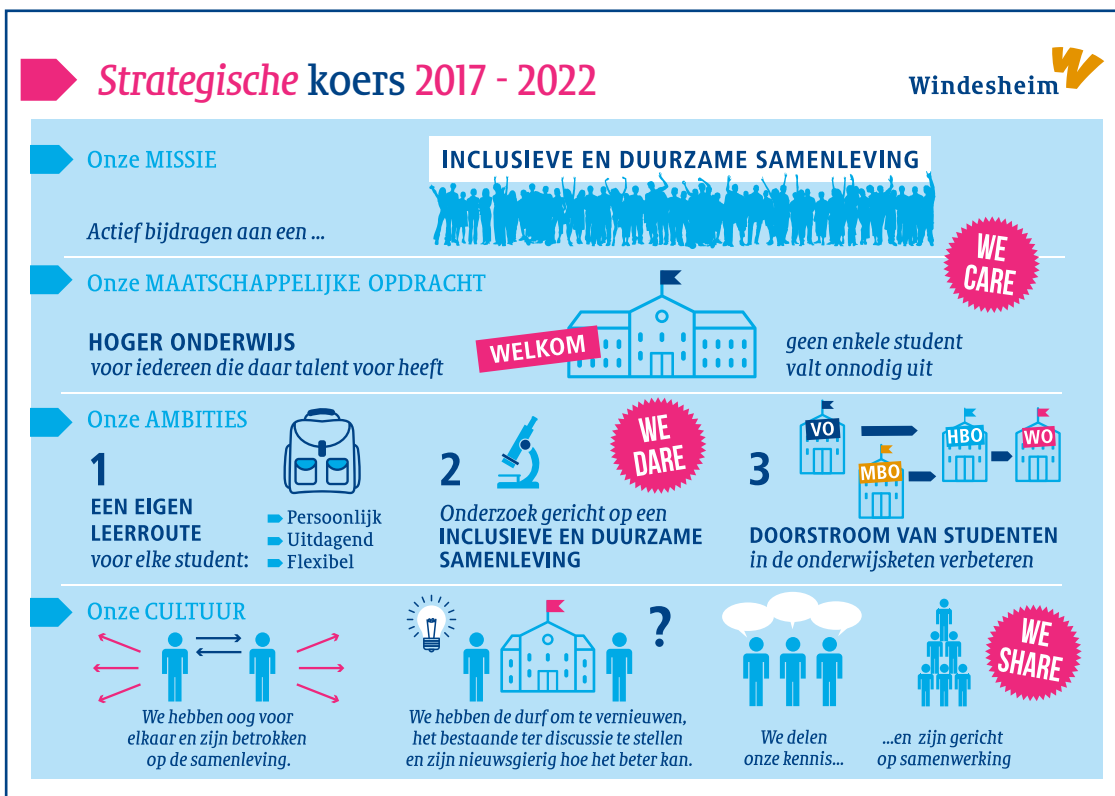 Strategische koers 2017 - 2022
Windesheim
Onze MISSIE
INCLUSIEVE EN DUURZAME SAMENLEVING
Actief bijdragen aan een ...
WE
CARE
Onze MAATSCHAPPELIJKE OPDRACHT
HOGER ONDERWIJS
voor iedereen die daar talent voor heeft
WELKOM
geen enkele student
valt onnodig uit
Onze AMBITIES
1
EEN EIGEN
LEERROUTE
voor elke student:
Persoonlijk
Uitdagend
Flexibel
2
WE
DARE
Onderzoek gericht op een
INCLUSIEVE EN DUURZAME
SAMENLEVING
3
VO
MBO
HBO
WO
DOORSTROOM VAN STUDENTEN
in de onderwijsketen verbeteren
Onze CULTUUR
We hebben oog voor
elkaar en zijn betrokken
op de samenleving.
?
We hebben de durf om te vernieuwen,
het bestaande ter discussie te stellen
en zijn nieuwsgierig hoe het beter kan.
We delen
onze kennis...
...en zijn gericht
op samenwerking
WE
SHARE